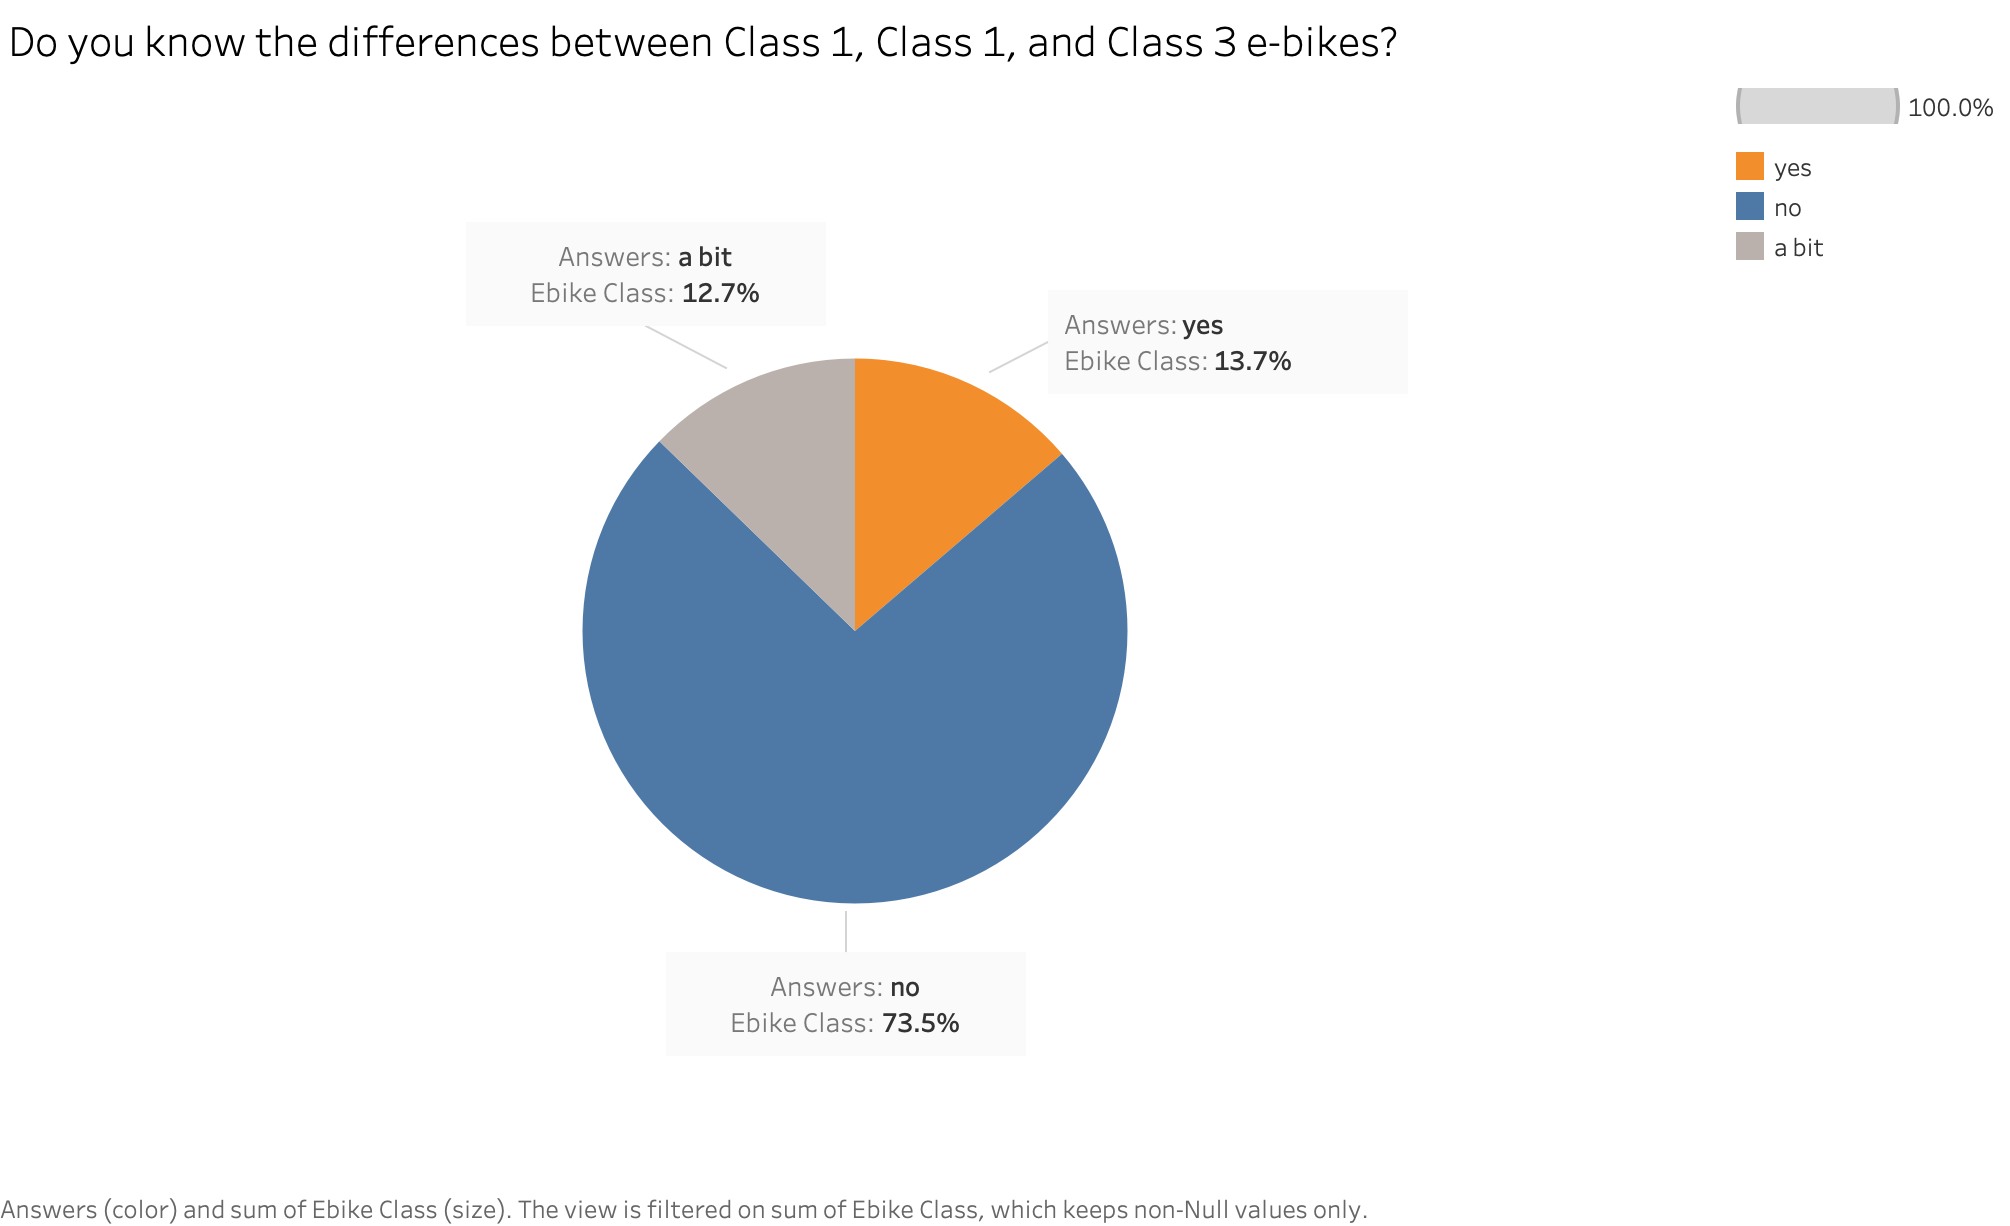 Do you know the differences between Class 1, Class 1, and Class 3 e-bikes?
100.0%
yes
no
a bit
Answers: a bit
Ebike Class: 12.7%
Answers: yes
Ebike Class: 13.7%
Answers: no
Ebike Class: 73.5%
Answers (color) and sum of Ebike Class (size). The view is filtered on sum of Ebike Class, which keeps non-Null values only.